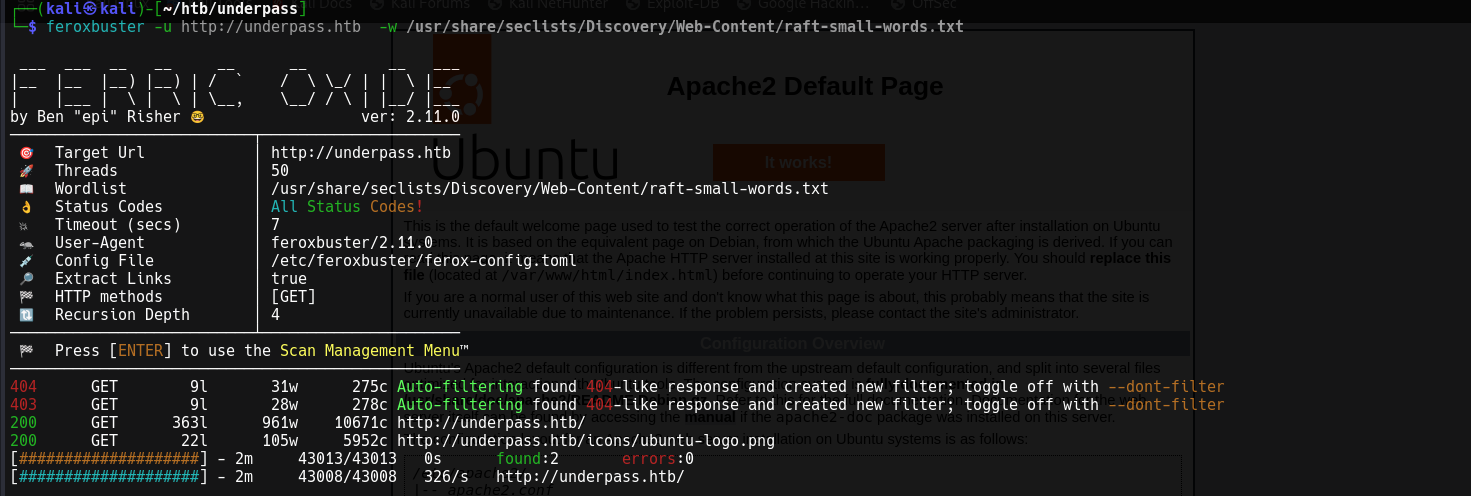 Kali Docs Kali Forums Kali NetHunter Exploit-DB Google Hackin... OffSec
┌──(kali㉿kali)-[~/htb/underpass]
└─$ feroxbuster -u http://underpass.htb -w /usr/share/seclists/Discovery/Web-Content/raft-small-words.txt
FERRIC OXIDE
by Ben "epi" Risher 🤓 ver: 2.11.0
🎯 Target Url │ http://underpass.htb
🚀 Threads │ 50
📖 Wordlist │ /usr/share/seclists/Discovery/Web-Content/raft-small-words.txt
👌 Status Codes │ All Status Codes!
💥 Timeout (secs) │ 7
🦡 User-Agent │ feroxbuster/2.11.0
💉 Config File │ /etc/feroxbuster/ferox-config.toml
🔎 Extract Links │ true
🏁 HTTP methods │ [GET]
🔃 Recursion Depth │ 4
🏁 Press [ENTER] to use the Scan Management Menu™
404 GET 9l 31w 275c Auto-filtering found 404-like response and created new filter; toggle off with --dont-filter
403 GET 9l 28w 278c Auto-filtering found 404-like response and created new filter; toggle off with --dont-filter
200 GET 363l 961w 10671c http://underpass.htb/
200 GET 22l 105w 5952c http://underpass.htb/icons/ubuntu-logo.png
[####################] - 2m 43013/43013 0s found:2 errors:0
[####################] - 2m 43008/43008 326/s http://underpass.htb/
Apache2 Default Page
Ubuntu
It works!
This is the default welcome page used to test the correct operation of the Apache2 server after installation on Ubuntu
systems. It is based on the equivalent page on Debian, from which the Ubuntu Apache packaging is derived. If you can
at the Apache HTTP server installed at this site is working properly. You should replace this
file (located at /var/www/html/index.html) before continuing to operate your HTTP server.
If you are a normal user of this web site and don't know what this page is about, this probably means that the site is
currently unavailable due to maintenance. If the problem persists, please contact the site's administrator.
Configuration Overview
Ubuntu's Apache2 default configuration is different from the upstream default configuration, and split into several files
accessing the manual if the apache2-doc package was installed on this server.
allation on Ubuntu systems is as follows:
|-- apache2.conf